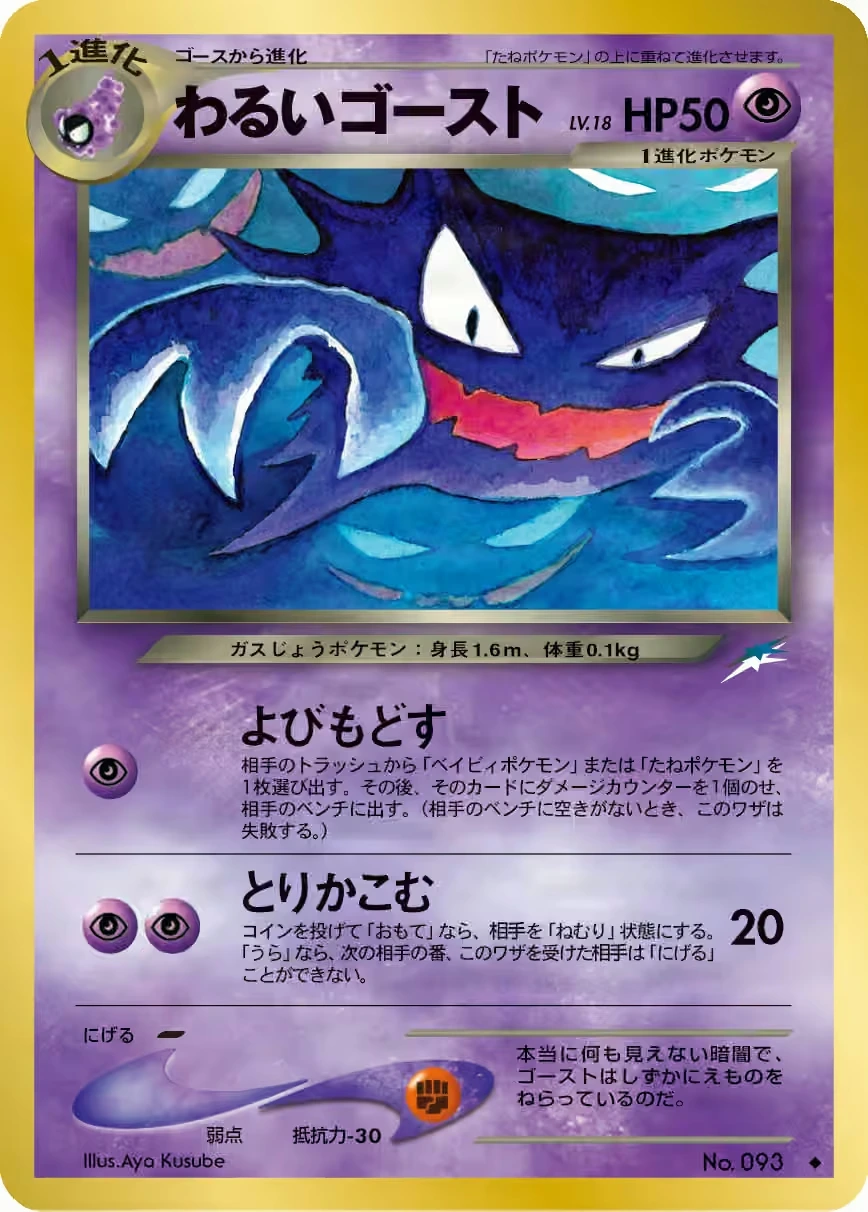 1進化
ゴースから進化
「たねポケモン」の上に重ねて進化させます。
わるいゴースト LV.18 HP50
1進化ポケモン
ガスじょうポケモン：身長1.6m、体重0.1kg
よびもどす
相手のトラッシュから「ベイビィポケモン」または「たねポケモン」を
1枚選び出す。その後、そのカードにダメージカウンターを1個のせ、
相手のベンチに出す。（相手のベンチに空きがないとき、このワザは
失敗する。）
とりかこむ 20
コインを投げて「おもて」なら、相手を「ねむり」状態にする。
「うら」なら、次の相手の番、このワザを受けた相手は「にげる」
ことができない。
にげる
弱点 抵抗力-30
本当に何も見えない暗闇で、
ゴーストはしずかにえものを
ねらっているのだ。
Illus.Aya Kusube
No. 093